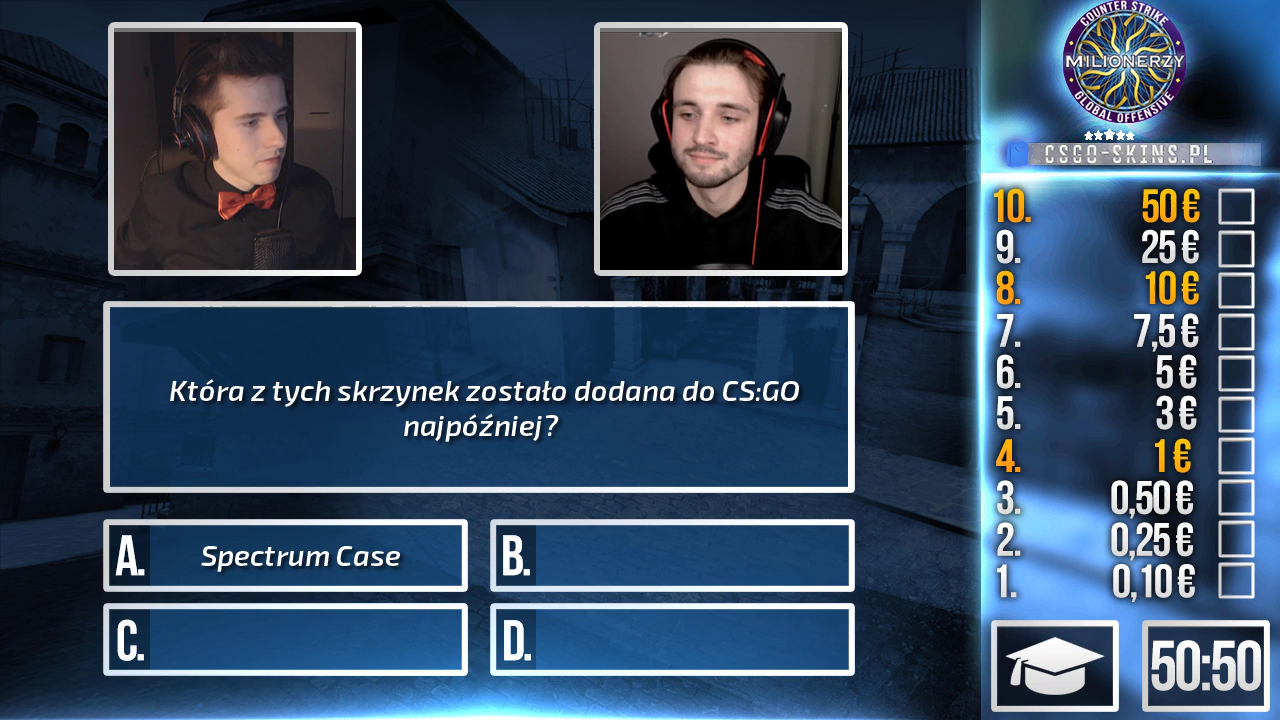 COUNTER STRIKE
MILIONERZY
GLOBAL OFFENSIVE
CSGO-SKINS.PL
Która z tych skrzynek zostało dodana do CS:GO
najpóźniej?
A. Spectrum Case
B.
C.
D.
10. 50 €
9. 25 €
8. 10 €
7. 7,5 €
6. 5 €
5. 3 €
4. 1 €
3. 0,50 €
2. 0,25 €
1. 0,10 €
50:50